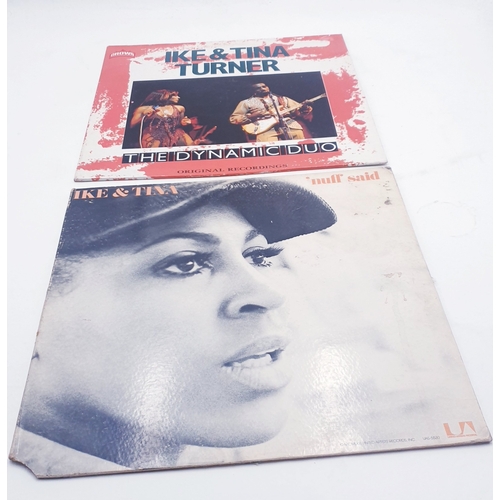 IKE & TINA
TURNER
THE DYNAMIC DUO
ORIGINAL RECORDINGS
IKE & TINA
'nuff said
UA